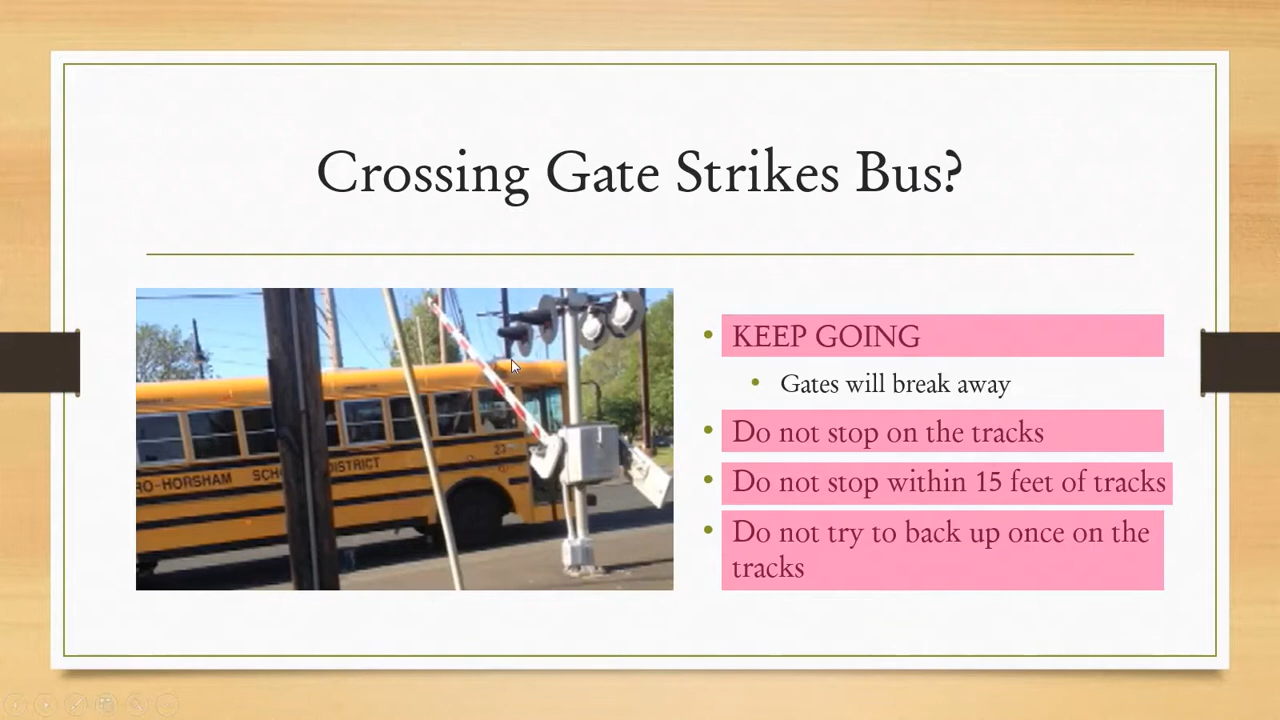 Crossing Gate Strikes Bus?
RO-HORSHAM SCH DISTRICT
23
• KEEP GOING
• Gates will break away
• Do not stop on the tracks
• Do not stop within 15 feet of tracks
• Do not try to back up once on the
tracks